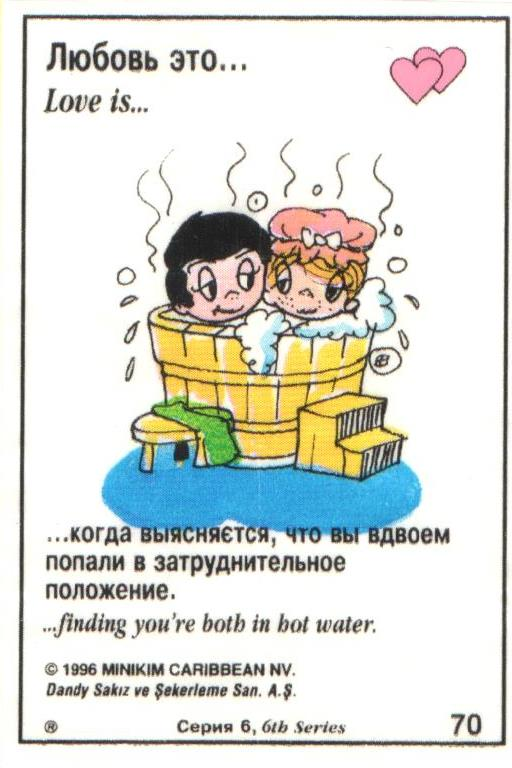 Любовь это...
Love is...
...когда выясняется, что вы вдвоем
попали в затруднительное
положение.
...finding you're both in hot water.
© 1996 MINIKIM CARIBBEAN NV.
Dandy Sakız ve Şekerleme San. A.Ş.
® Серия 6, 6th Series 70